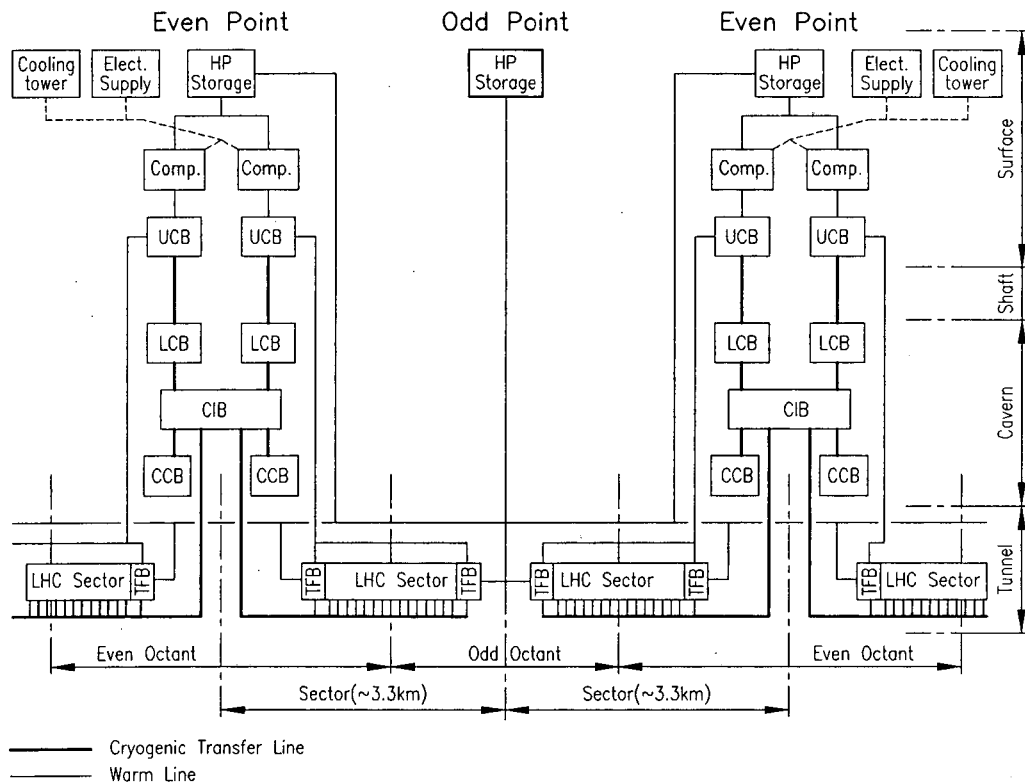 Even Point
Odd Point
Even Point
Cooling
tower
Elect.
Supply
HP
Storage
HP
Storage
HP
Storage
Elect.
Supply
Cooling
tower
Comp.
Comp.
Comp.
Comp.
UCB
UCB
UCB
UCB
LCB
LCB
LCB
LCB
CIB
CIB
CCB
CCB
CCB
CCB
LHC Sector
TFB
TFB
LHC Sector
TFB
TFB
LHC Sector
TFB
TFB
LHC Sector
Surface
Shaft
Cavern
Tunnel
Even Octant
Odd Octant
Even Octant
Sector(~3.3km)
Sector(~3.3km)
Cryogenic Transfer Line
Warm Line